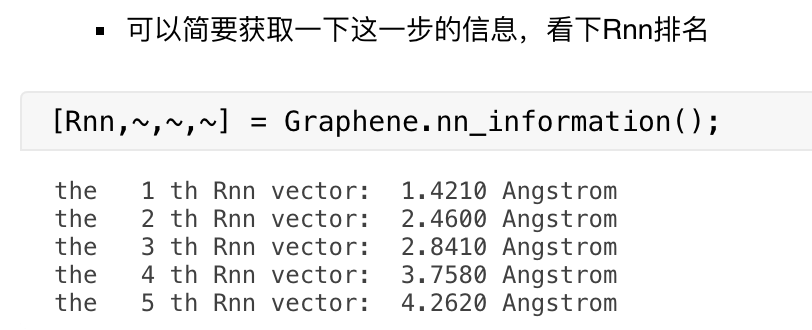 ▪ 可以简要获取一下这一步的信息，看下Rnn排名
[Rnn,~,~,~] = Graphene.nn_information();
the   1 th Rnn vector:  1.4210 Angstrom
the   2 th Rnn vector:  2.4600 Angstrom
the   3 th Rnn vector:  2.8410 Angstrom
the   4 th Rnn vector:  3.7580 Angstrom
the   5 th Rnn vector:  4.2620 Angstrom